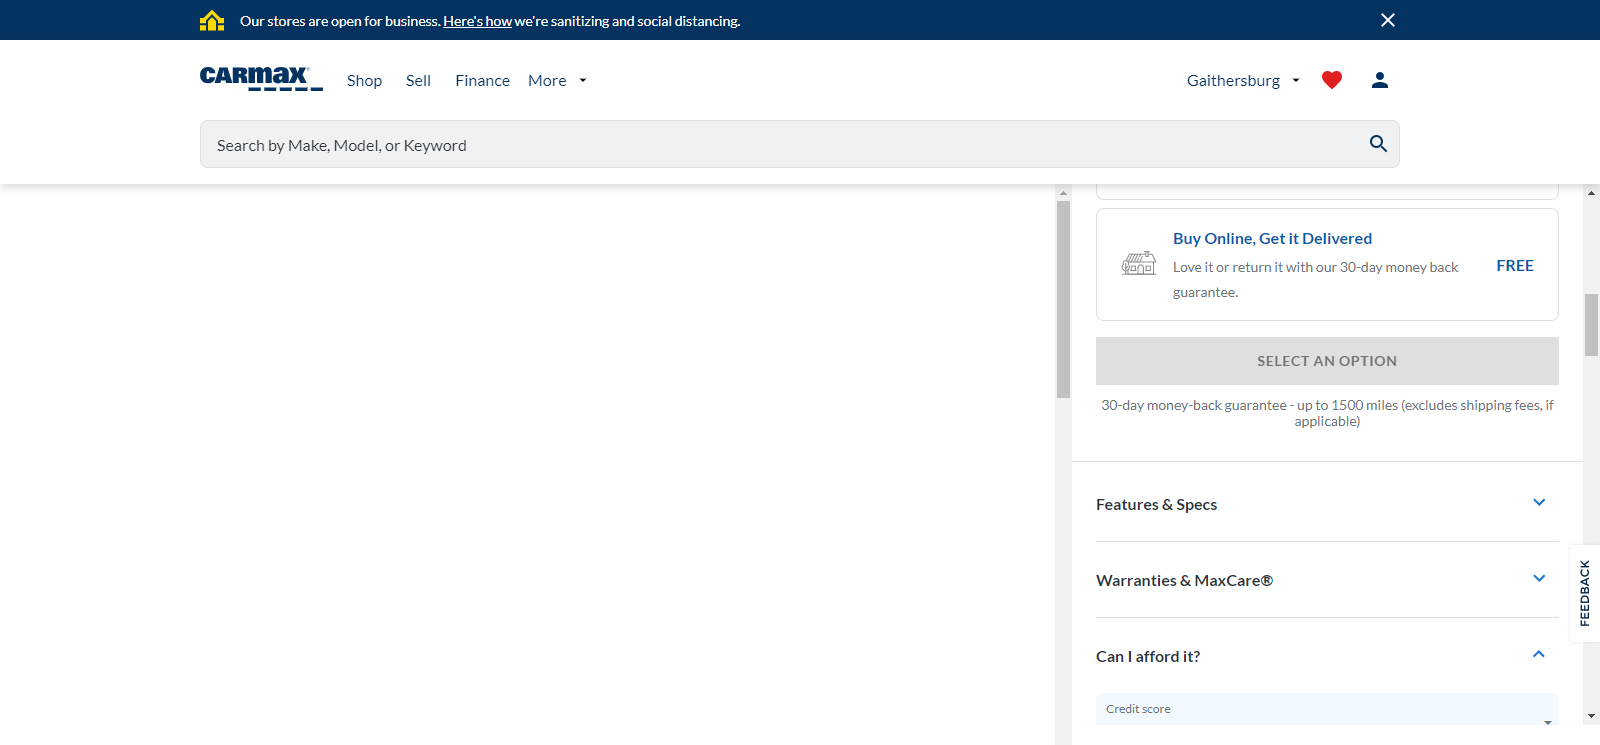 Our stores are open for business. Here's how we're sanitizing and social distancing.
CARMAX
Shop Sell Finance More
Gaithersburg
Search by Make, Model, or Keyword
Buy Online, Get it Delivered
Love it or return it with our 30-day money back
guarantee.
FREE
SELECT AN OPTION
30-day money-back guarantee - up to 1500 miles (excludes shipping fees, if
applicable)
Features & Specs
Warranties & MaxCare®
FEEDBACK
Can I afford it?
Credit score